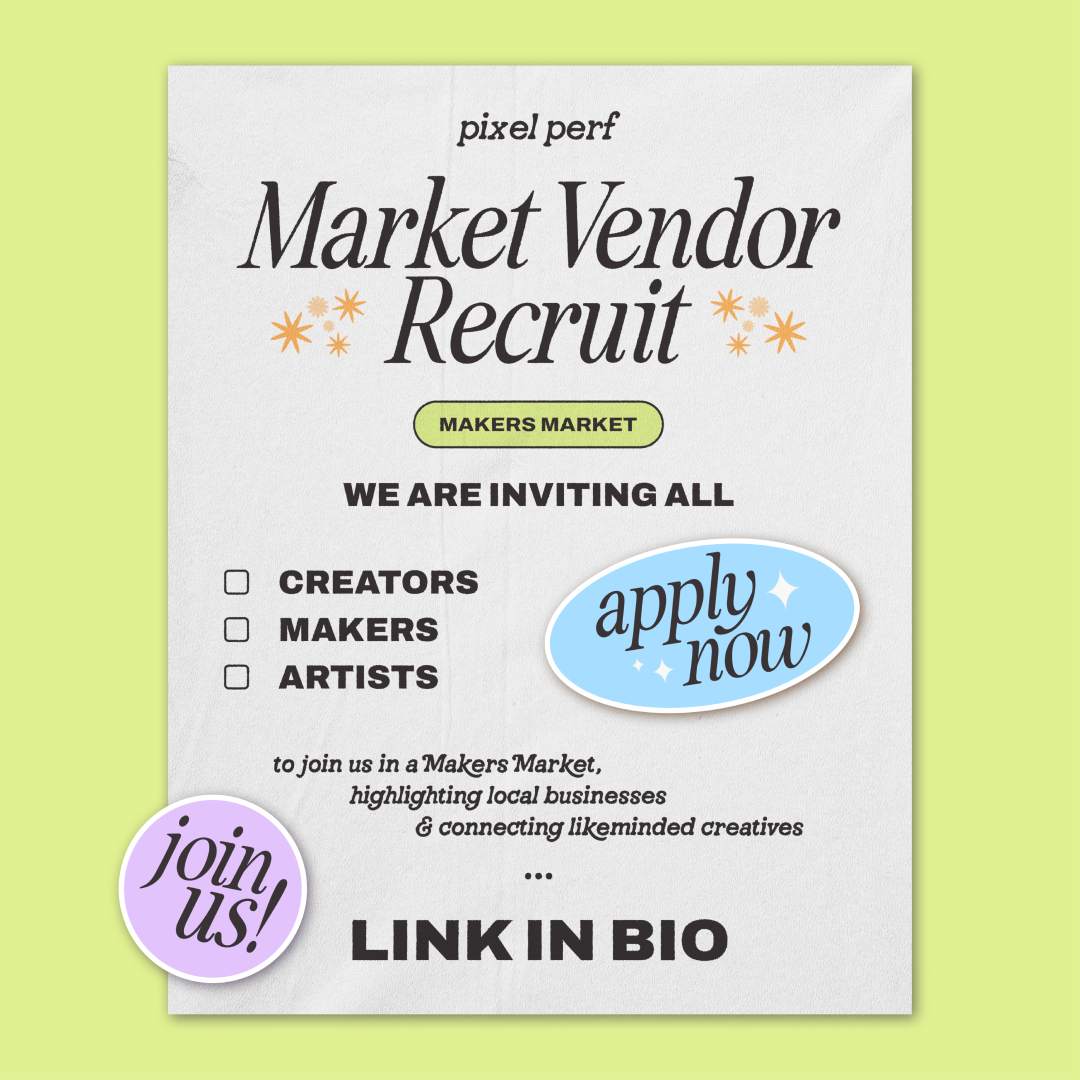 pixel perf
Market Vendor
Recruit
MAKERS MARKET
WE ARE INVITING ALL
CREATORS
MAKERS
ARTISTS
apply
now
to join us in a Makers Market,
highlighting local businesses
& connecting likeminded creatives
...
join
us!
LINK IN BIO